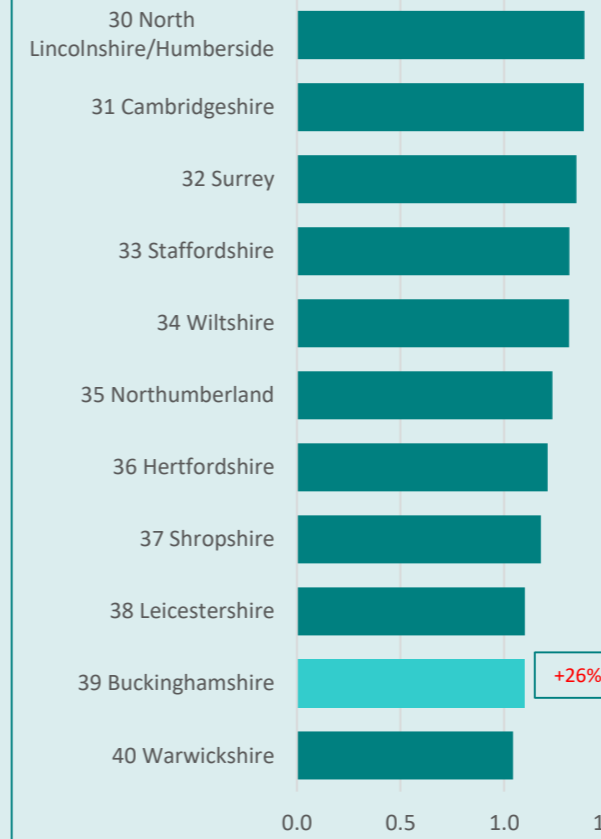 30 North
Lincolnshire/Humberside
31 Cambridgeshire
32 Surrey
33 Staffordshire
34 Wiltshire
35 Northumberland
36 Hertfordshire
37 Shropshire
38 Leicestershire
39 Buckinghamshire
+26%
40 Warwickshire
0.0 0.5 1.0